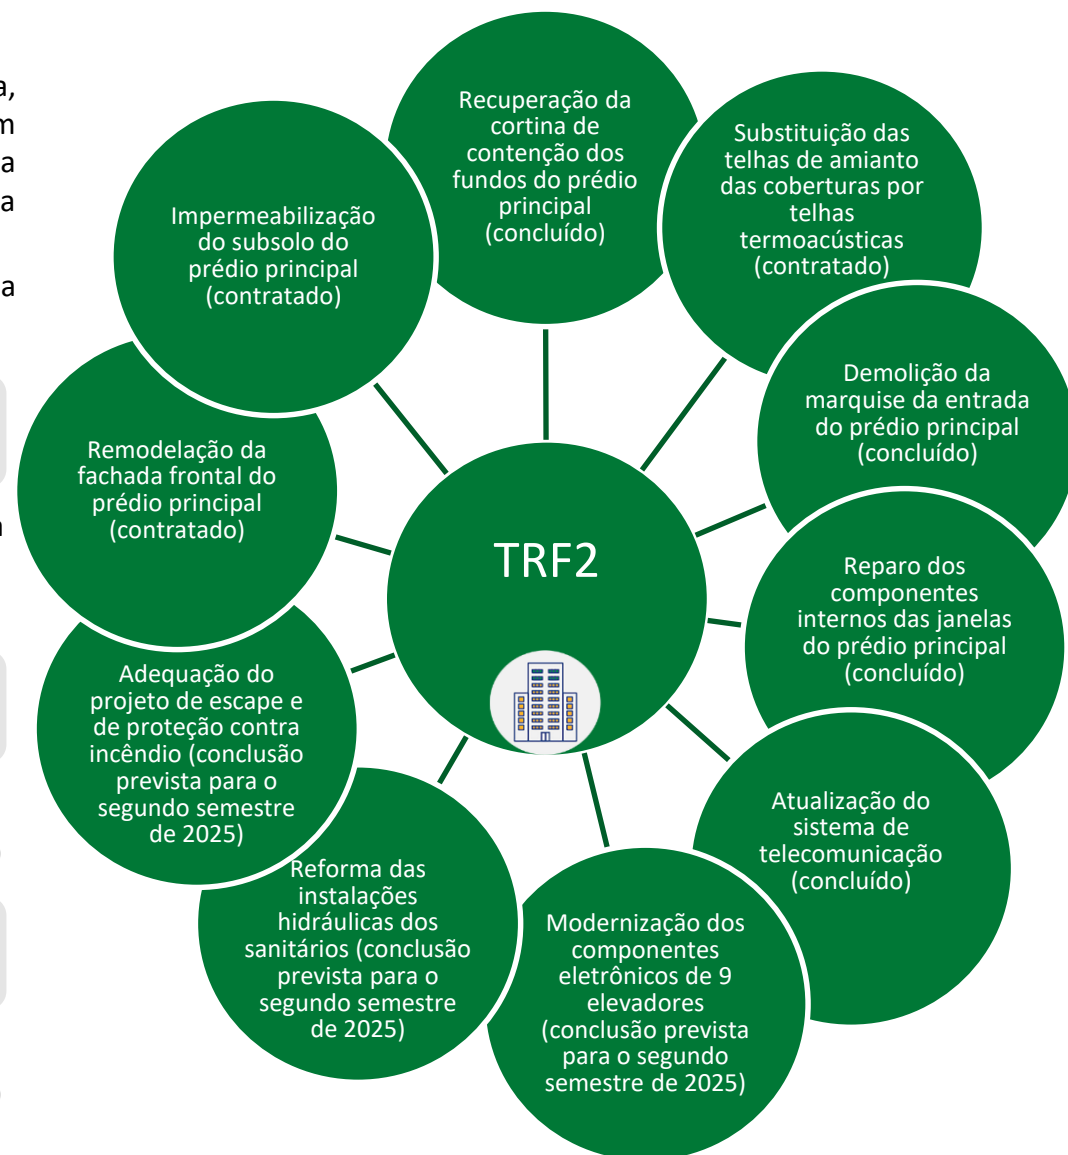 a,
m
a
a
a
a
Recuperação da
cortina de
contenção dos
fundos do prédio
principal
(concluído)
Substituição das
telhas de amianto
das coberturas por
telhas
termoacústicas
(contratado)
Demolição da
marquise da entrada
do prédio principal
(concluído)
Reparo dos
componentes
internos das janelas
do prédio principal
(concluído)
Atualização do
sistema de
telecomunicação
(concluído)
Modernização dos
componentes
eletrônicos de 9
elevadores
(conclusão prevista
para o segundo
semestre de 2025)
Reforma das
instalações
hidráulicas dos
sanitários (conclusão
prevista para o
segundo semestre
de 2025)
Adequação do
projeto de escape e
de proteção contra
incêndio (conclusão
prevista para o
segundo semestre
de 2025)
Remodelação da
fachada frontal do
prédio principal
(contratado)
Impermeabilização
do subsolo do
prédio principal
(contratado)
TRF2